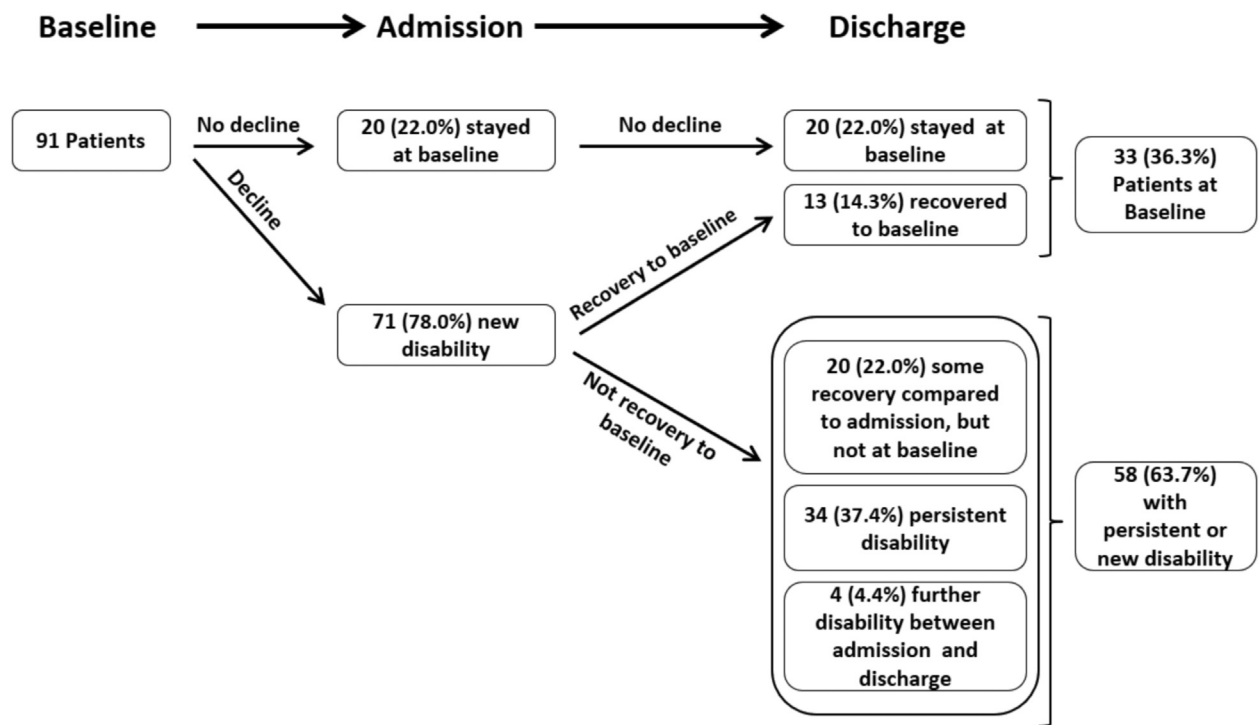 Baseline
Admission
Discharge
91 Patients
No decline
20 (22.0%) stayed
at baseline
No decline
20 (22.0%) stayed at
baseline
33 (36.3%)
Patients at
Baseline
Decline
13 (14.3%) recovered
to baseline
Recovery to baseline
71 (78.0%) new
disability
Not recovery to
baseline
20 (22.0%) some
recovery compared
to admission, but
not at baseline
34 (37.4%) persistent
disability
4 (4.4%) further
disability between
admission and
discharge
58 (63.7%)
with
persistent or
new disability